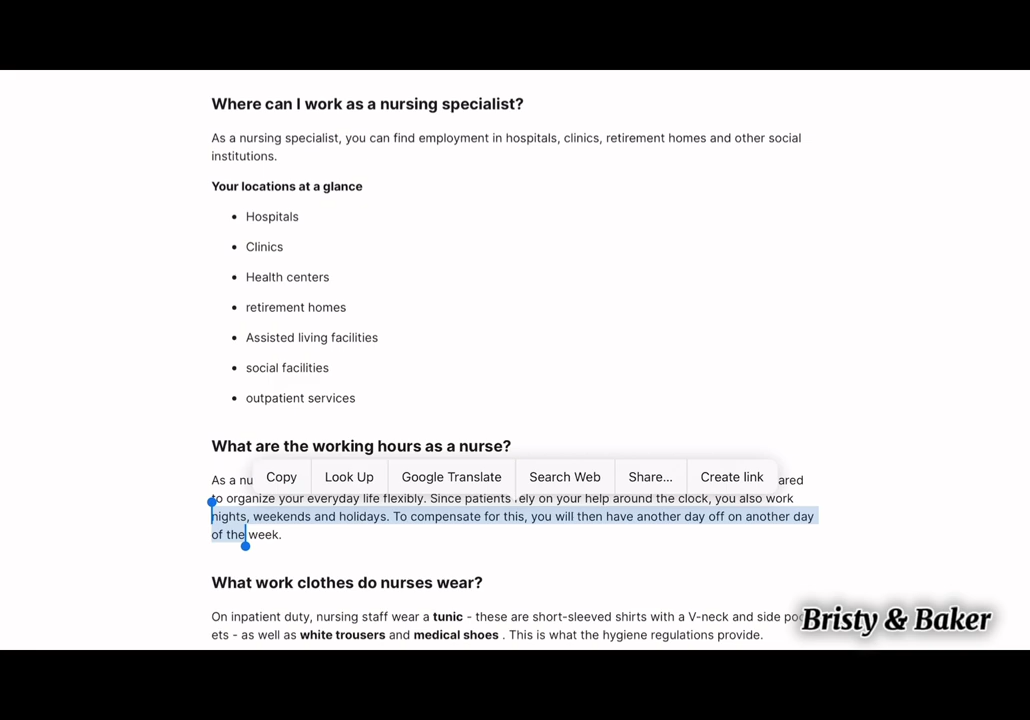 Where can I work as a nursing specialist?
As a nursing specialist, you can find employment in hospitals, clinics, retirement homes and other social
institutions.
Your locations at a glance
• Hospitals
• Clinics
• Health centers
• retirement homes
• Assisted living facilities
• social facilities
• outpatient services
What are the working hours as a nurse?
Copy Look Up Google Translate Search Web Share... Create link
As a
to organize your everyday life flexibly. Since patients on your help around the clock, you also work
nights, weekends and holidays. To compensate for this, you will then have another day off on another day
of the week.
What work clothes do nurses wear?
On inpatient duty, nursing staff wear a tunic - these are short-sleeved shirts with a V-neck and side
ets - as well as white trousers and medical shoes . This is what the hygiene regulations provide.
Bristy & Baker